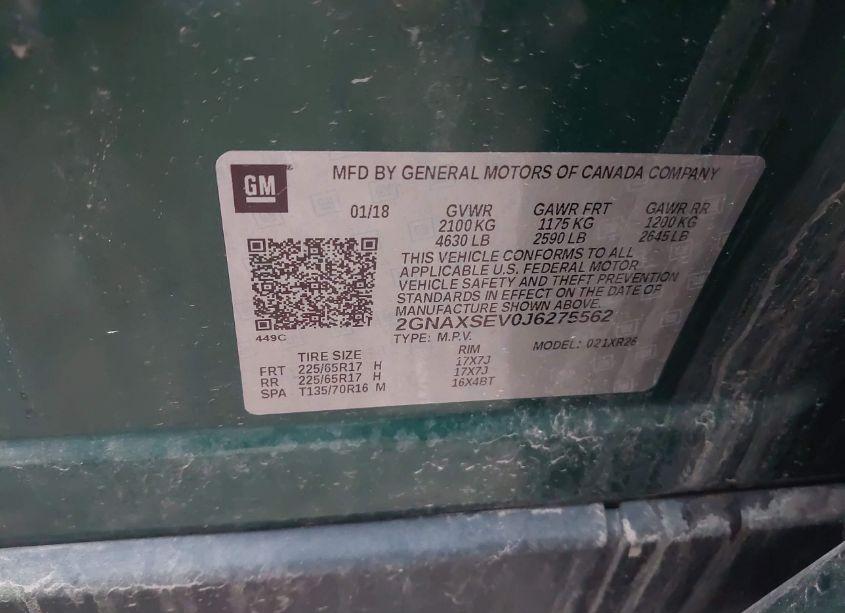 GM
MFD BY GENERAL MOTORS OF CANADA COMPANY
01/18 GVWR GAWR FRT GAWR RR
2100 KG 1175 KG 1200 KG
4630 LB 2590 LB 2645 LB
THIS VEHICLE CONFORMS TO ALL
APPLICABLE U.S. FEDERAL MOTOR
VEHICLE SAFETY AND THEFT PREVENTION
STANDARDS IN EFFECT ON THE DATE OF
MANUFACTURE SHOWN ABOVE.
2GNAXSEV0J6275562
449C
TYPE: M.P.V. MODEL: 021XR26
TIRE SIZE RIM
FRT 225/65R17 H 17X7J
RR 225/65R17 H 17X7J
SPA T135/70R16 M 16X4BT